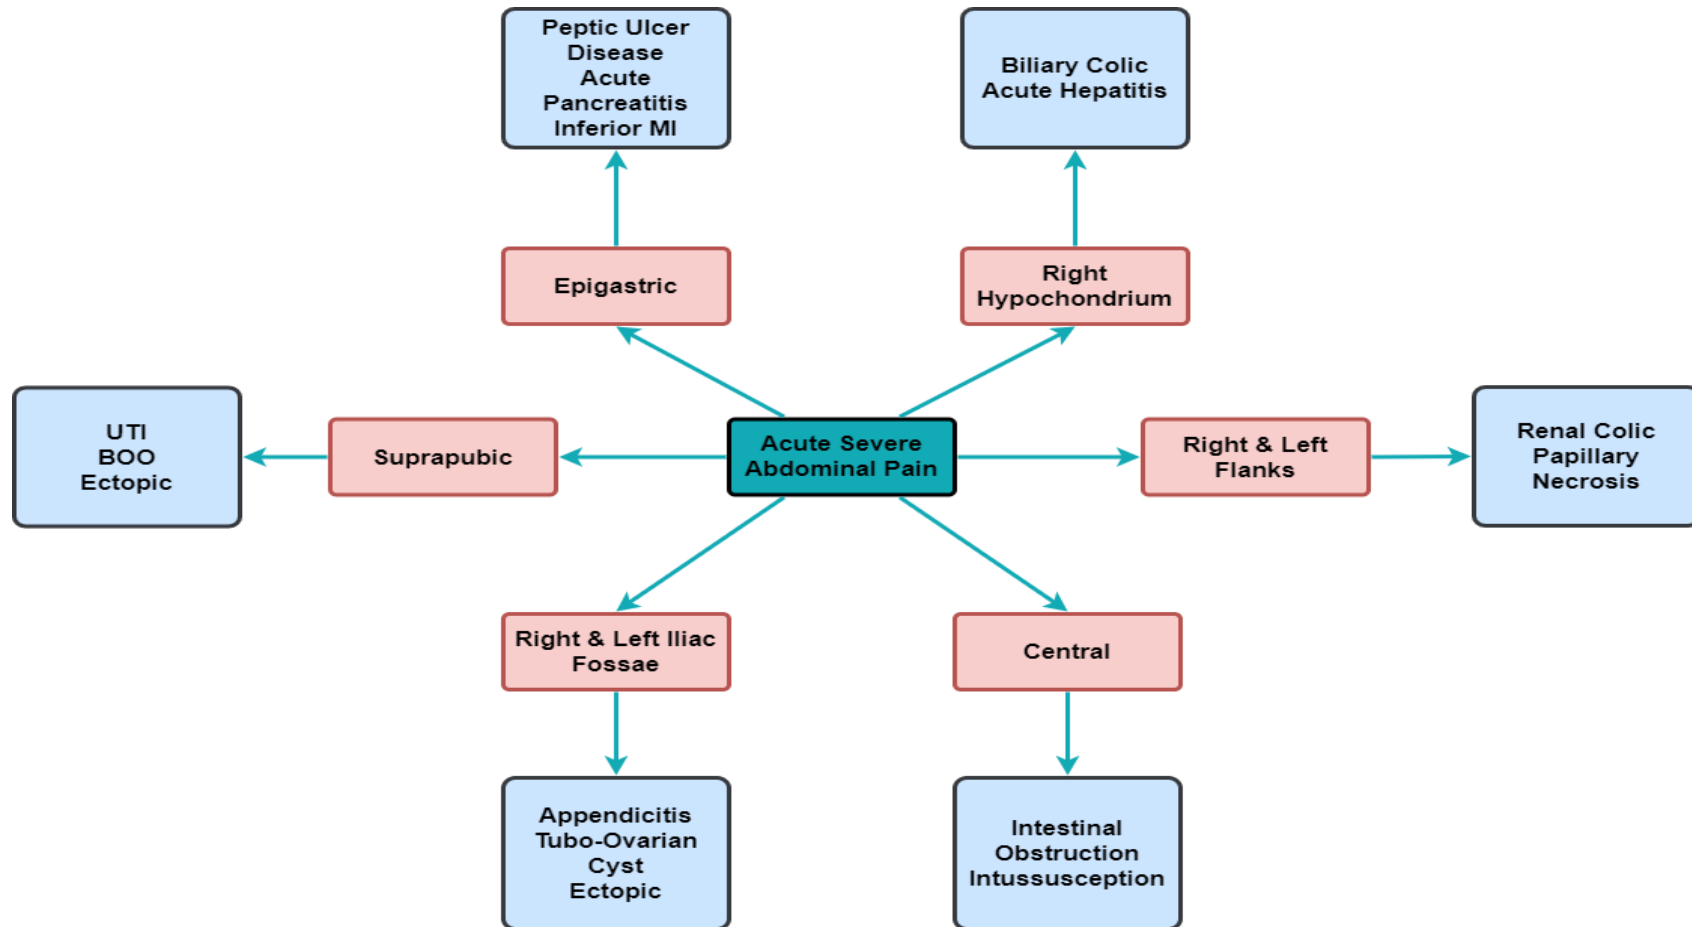 Peptic Ulcer
Disease
Acute
Pancreatitis
Inferior MI
Biliary Colic
Acute Hepatitis
Epigastric
Right
Hypochondrium
UTI
BOO
Ectopic
Suprapubic
Acute Severe
Abdominal Pain
Right & Left
Flanks
Renal Colic
Papillary
Necrosis
Right & Left Iliac
Fossae
Central
Appendicitis
Tubo-Ovarian
Cyst
Ectopic
Intestinal
Obstruction
Intussusception